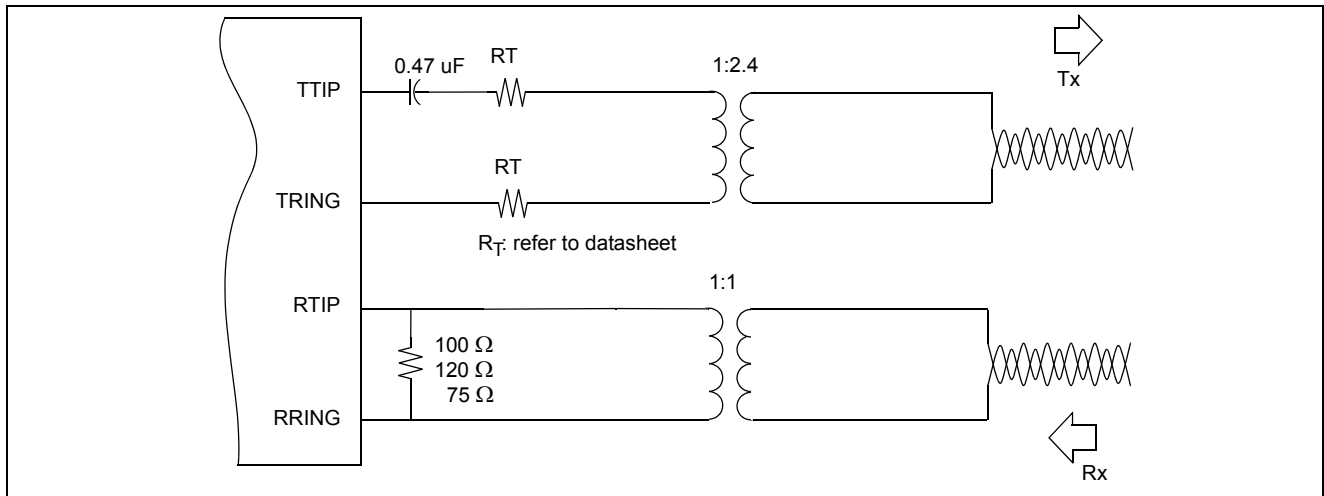 0.47 uF
RT
1:2.4
Tx
TTIP
RT
TRING
RT: refer to datasheet
1:1
RTIP
100 Ω
120 Ω
75 Ω
RRING
Rx